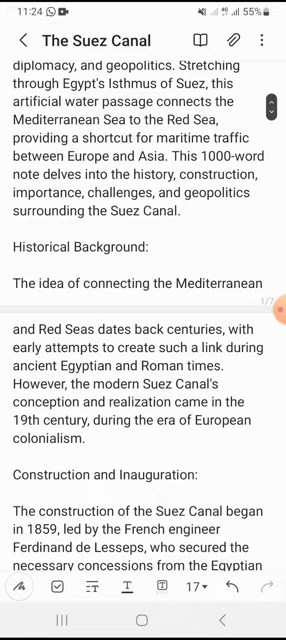 11:24
55%
The Suez Canal
diplomacy, and geopolitics. Stretching
through Egypt's Isthmus of Suez, this
artificial water passage connects the
Mediterranean Sea to the Red Sea,
providing a shortcut for maritime traffic
between Europe and Asia. This 1000-word
note delves into the history, construction,
importance, challenges, and geopolitics
surrounding the Suez Canal.
Historical Background:
The idea of connecting the Mediterranean
1/7
and Red Seas dates back centuries, with
early attempts to create such a link during
ancient Egyptian and Roman times.
However, the modern Suez Canal's
conception and realization came in the
19th century, during the era of European
colonialism.
Construction and Inauguration:
The construction of the Suez Canal began
in 1859, led by the French engineer
Ferdinand de Lesseps, who secured the
necessary concessions from the Egyptian
17